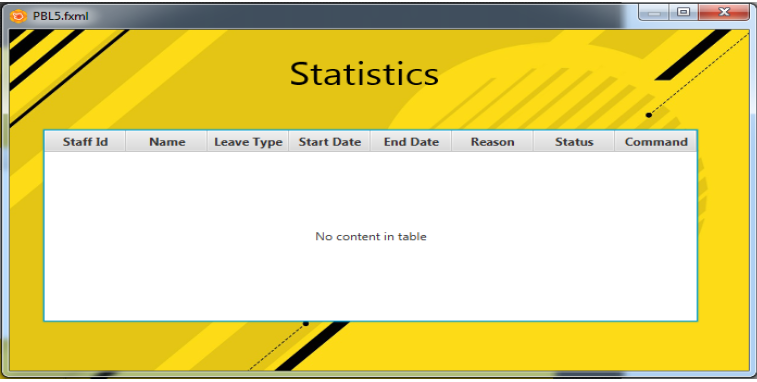 PBL5.fxml
Statistics
Staff Id Name Leave Type Start Date End Date Reason Status Command
No content in table